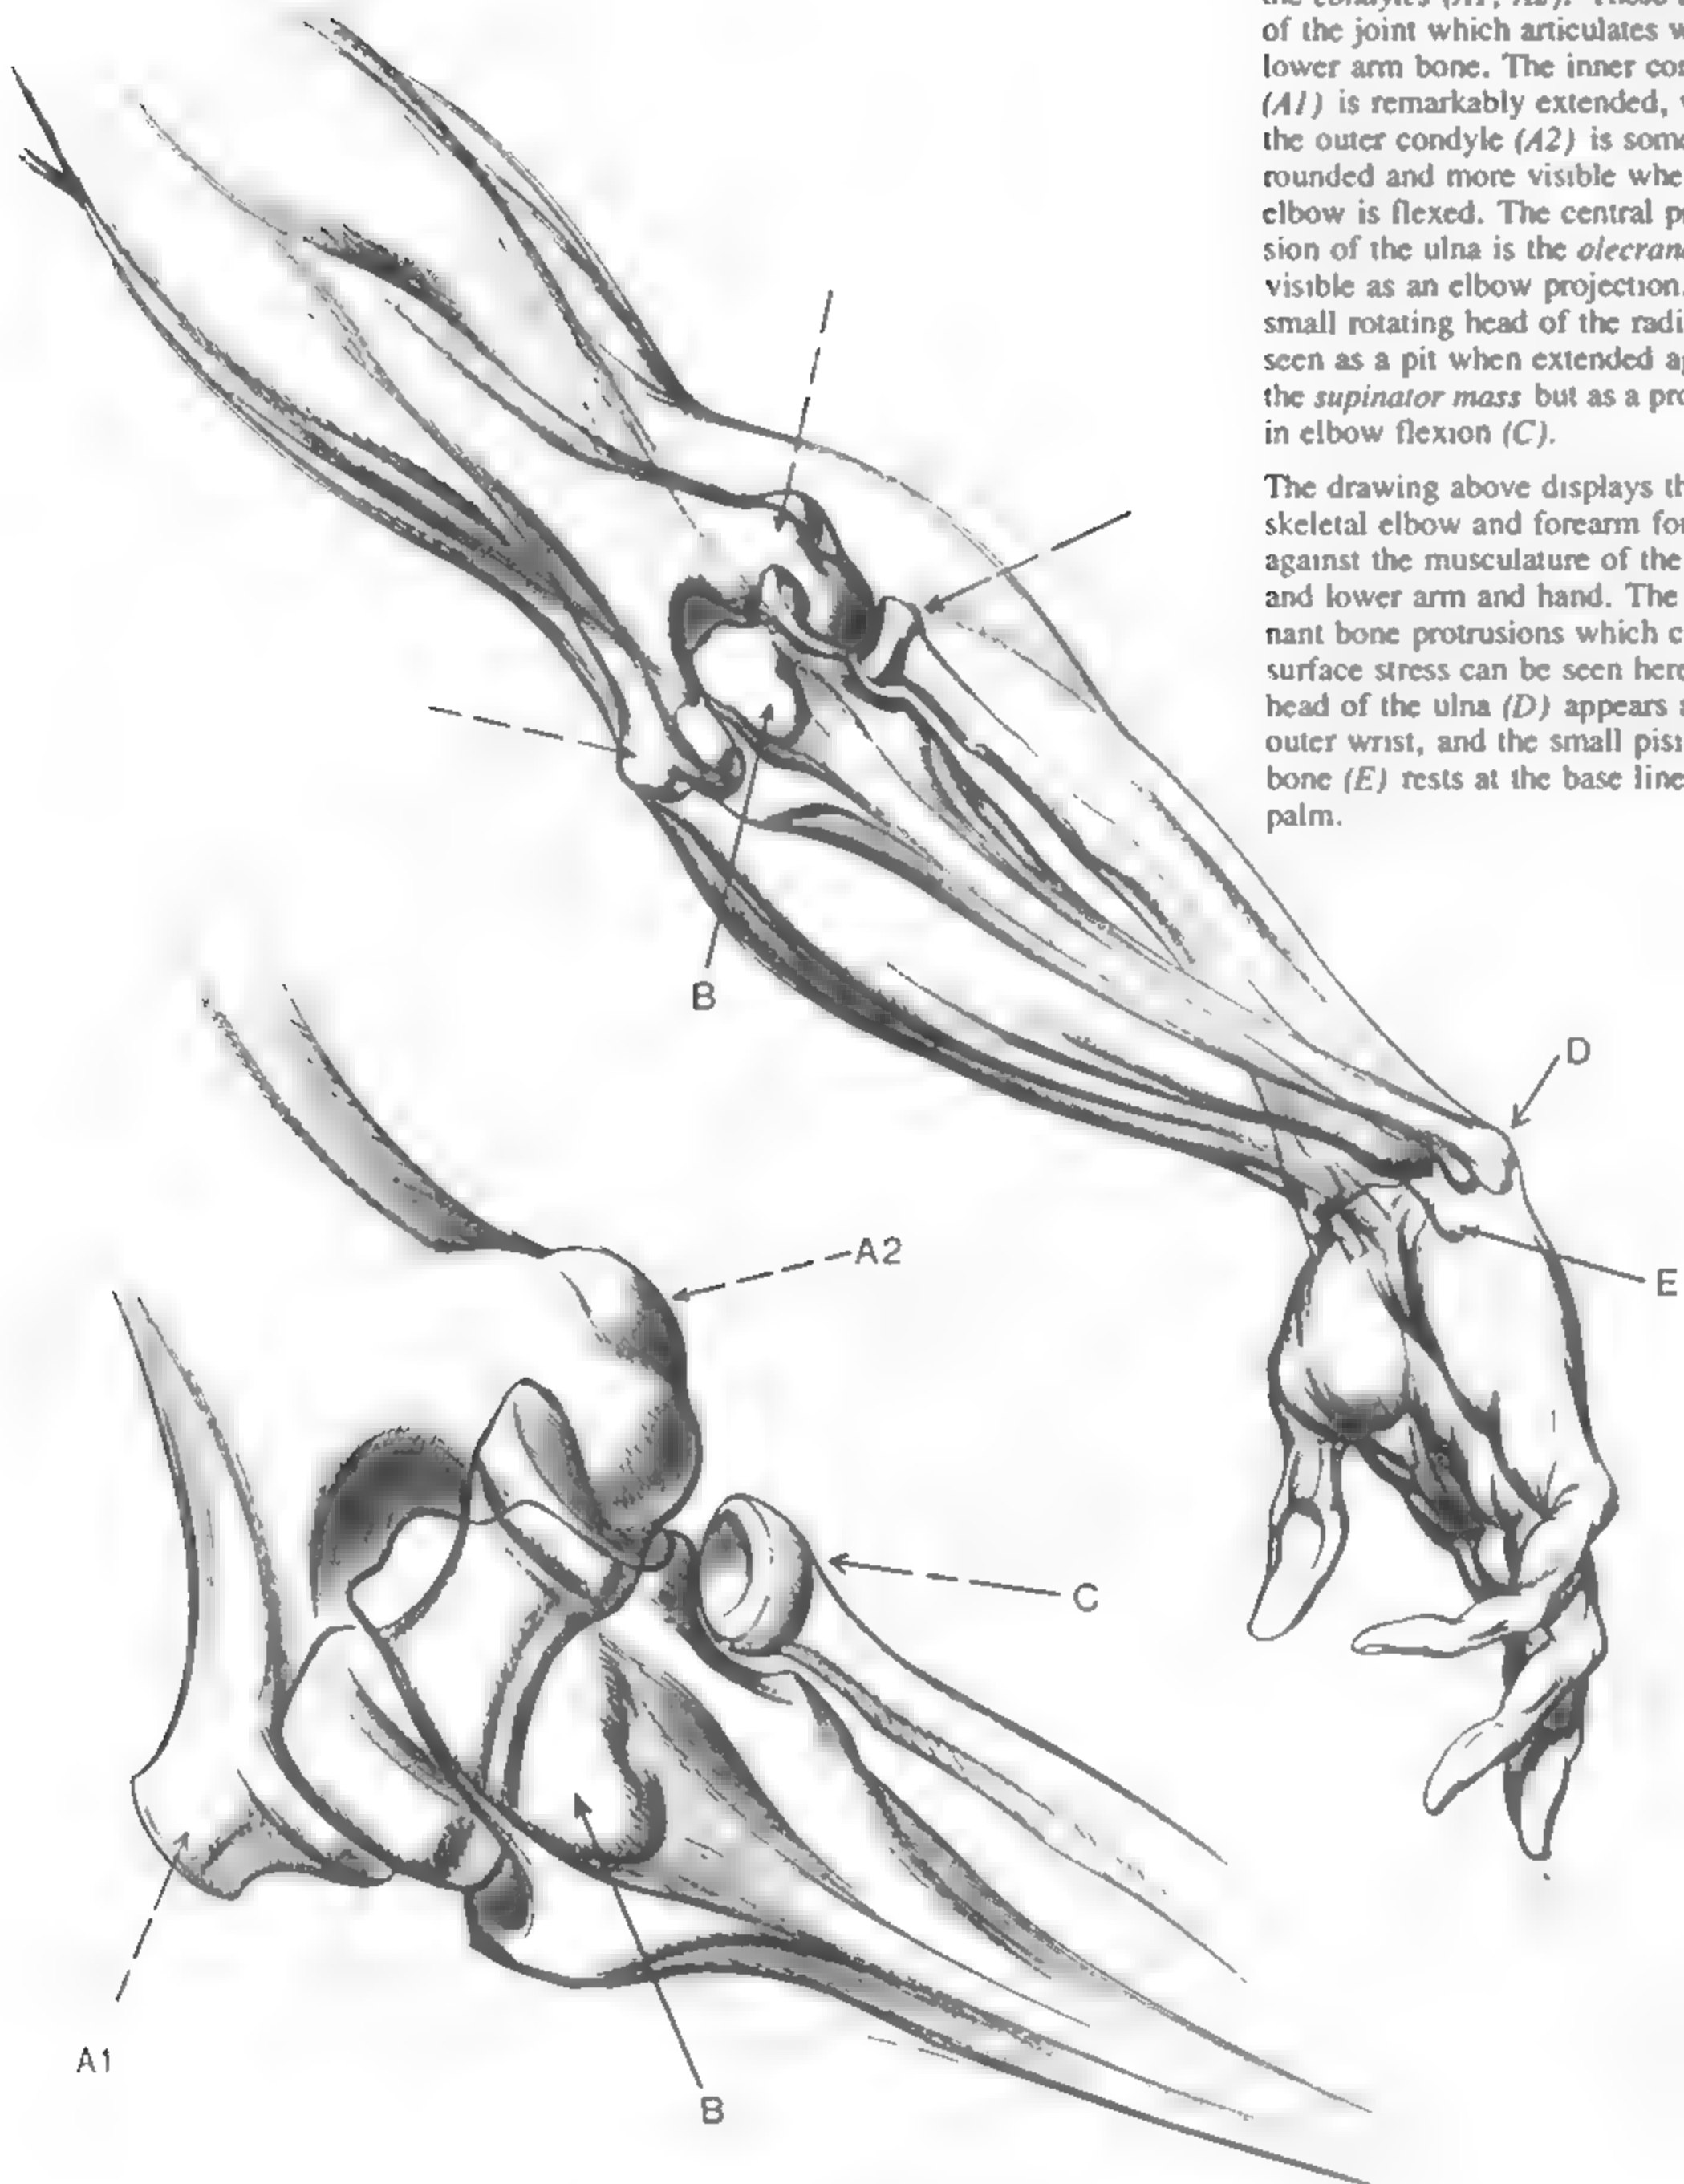 of the joint which articulates w
lower arm bone. The inner con
(A1) is remarkably extended, w
the outer condyle (A2) is some
rounded and more visible whe
elbow is flexed. The central p
sion of the ulna is the olecran
visible as an elbow projection.
small rotating head of the radi
seen as a pit when extended ag
the supinator mass but as a pro
in elbow flexion (C).
The drawing above displays th
skeletal elbow and forearm for
against the musculature of the
and lower arm and hand. The
nant bone protrusions which c
surface stress can be seen here
head of the ulna (D) appears a
outer wrist, and the small pisi
bone (E) rests at the base line
palm.
B
D
A2
E
C
A1
B